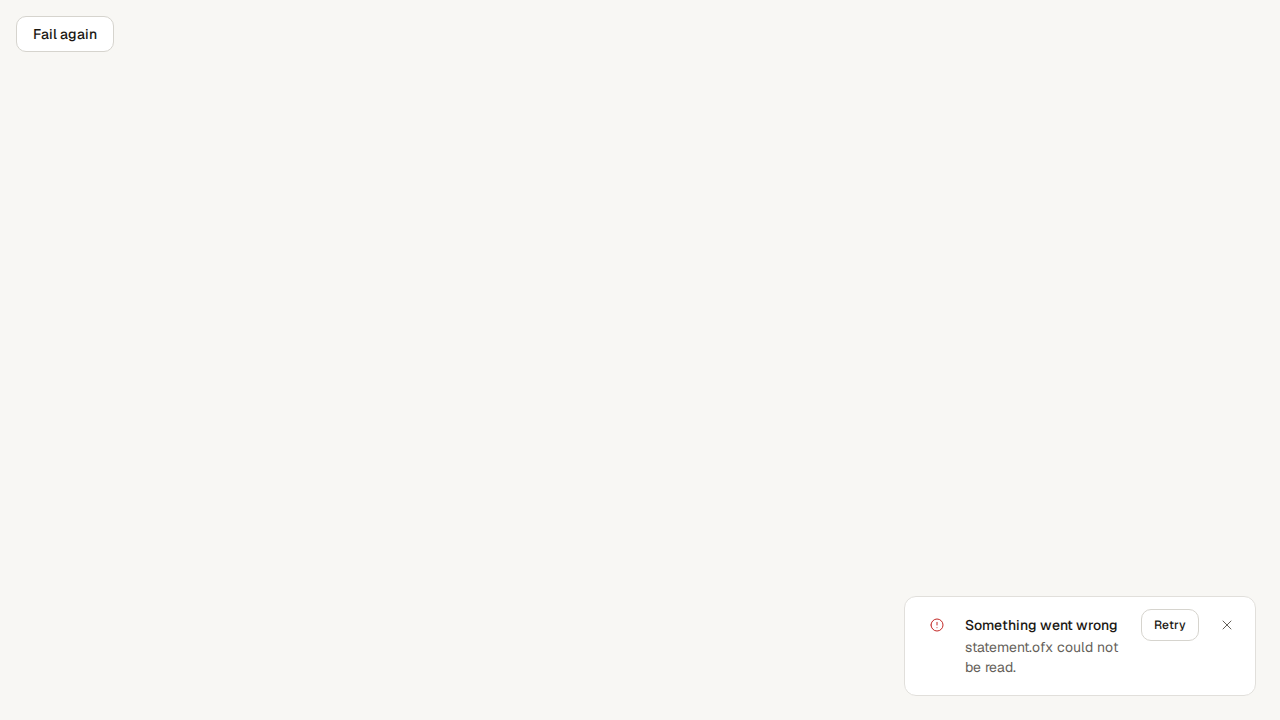 Fail again
Something went wrong
Retry
statement.ofx could not
be read.